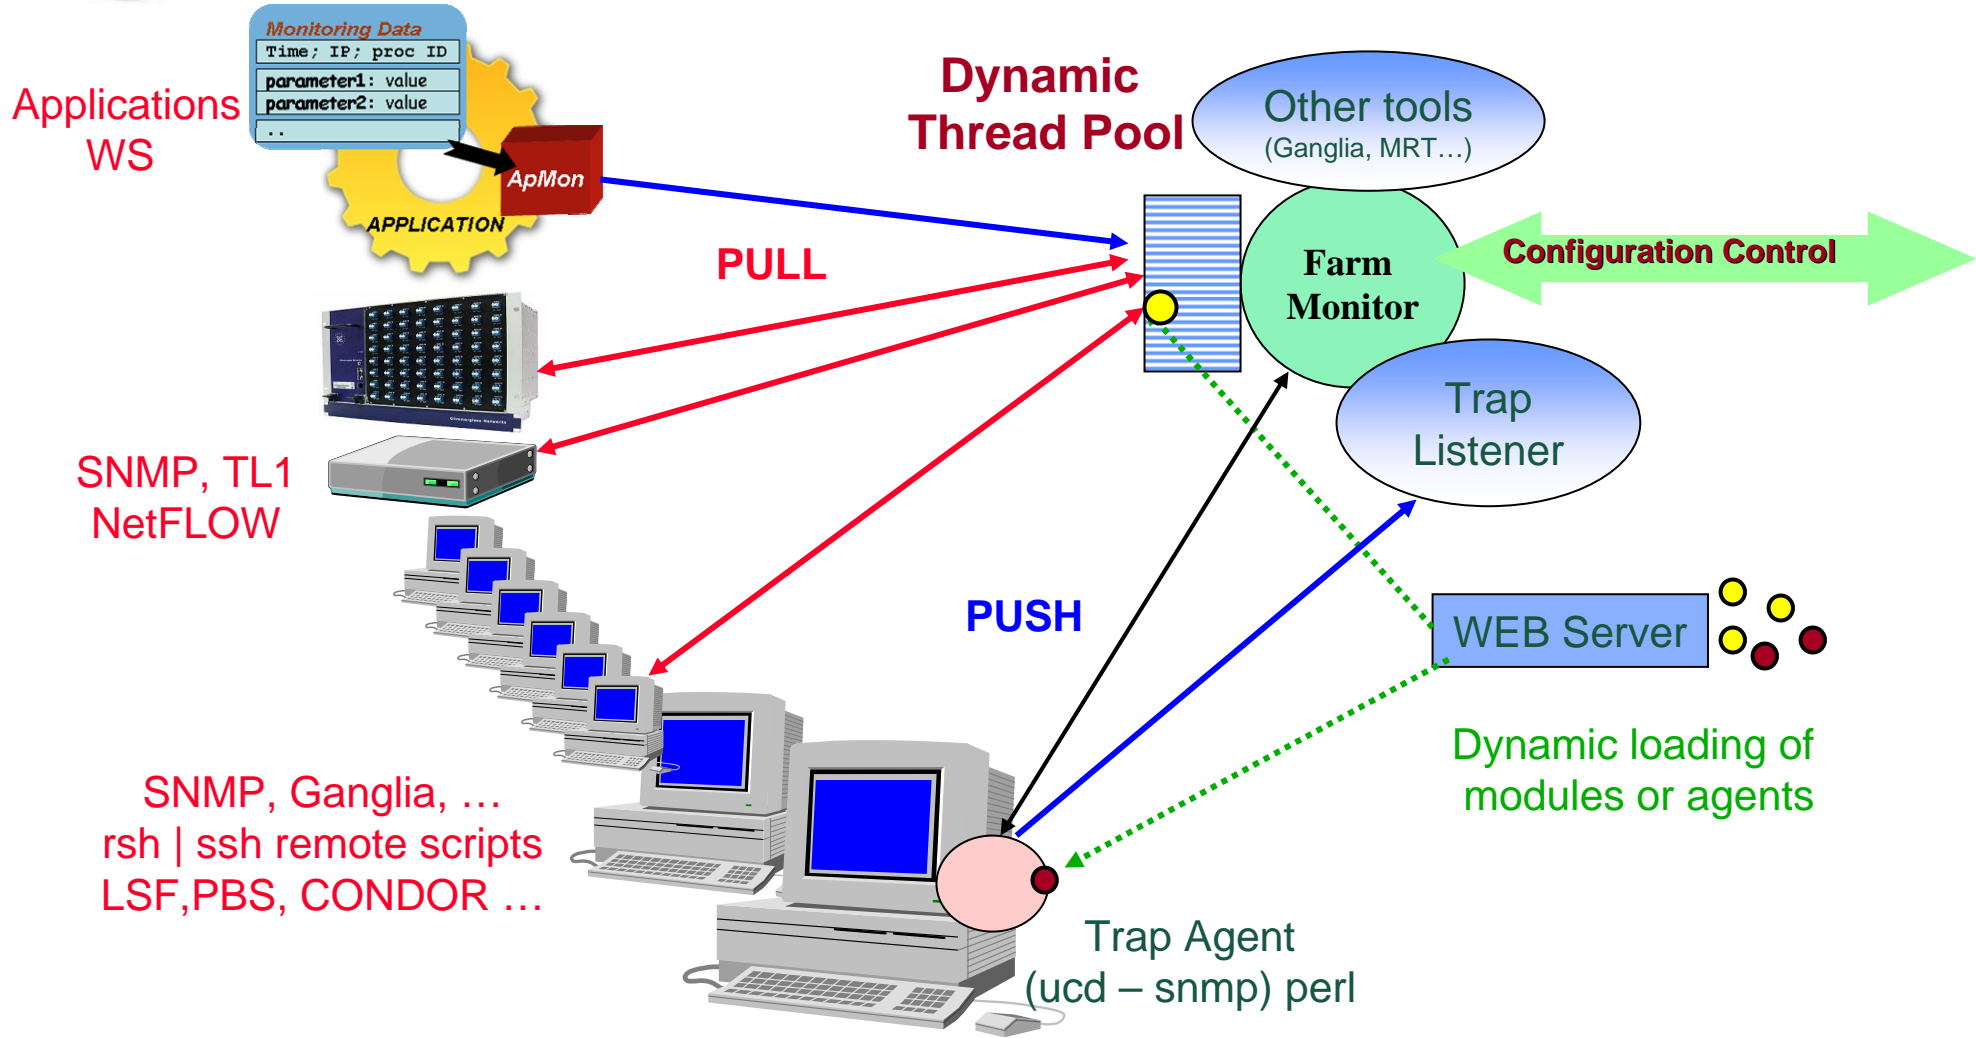 Monitoring Data
Time; IP; proc ID
parameter1: value
parameter2: value
..
Applications
WS
ApMon
APPLICATION
Dynamic
Thread Pool
Other tools
(Ganglia, MRT…)
PULL
Farm
Monitor
Configuration Control
Trap
Listener
SNMP, TL1
NetFLOW
PUSH
WEB Server
Dynamic loading of
modules or agents
SNMP, Ganglia, …
rsh | ssh remote scripts
LSF,PBS, CONDOR …
Trap Agent
(ucd – snmp) perl